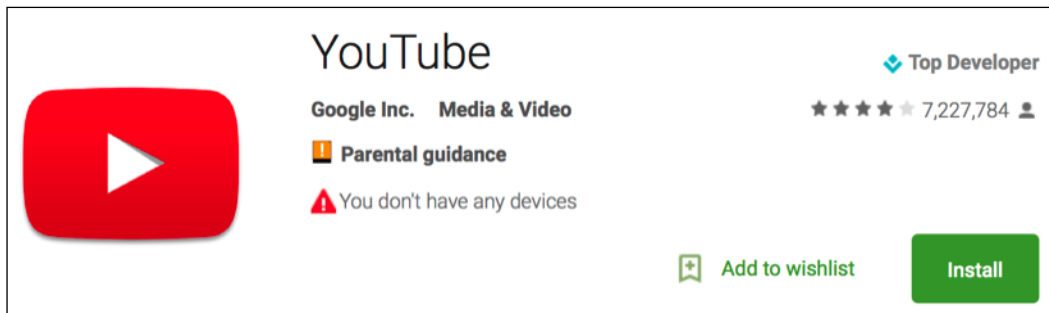 YouTube
Top Developer
Google Inc. Media & Video
7,227,784
Parental guidance
You don't have any devices
Add to wishlist
Install